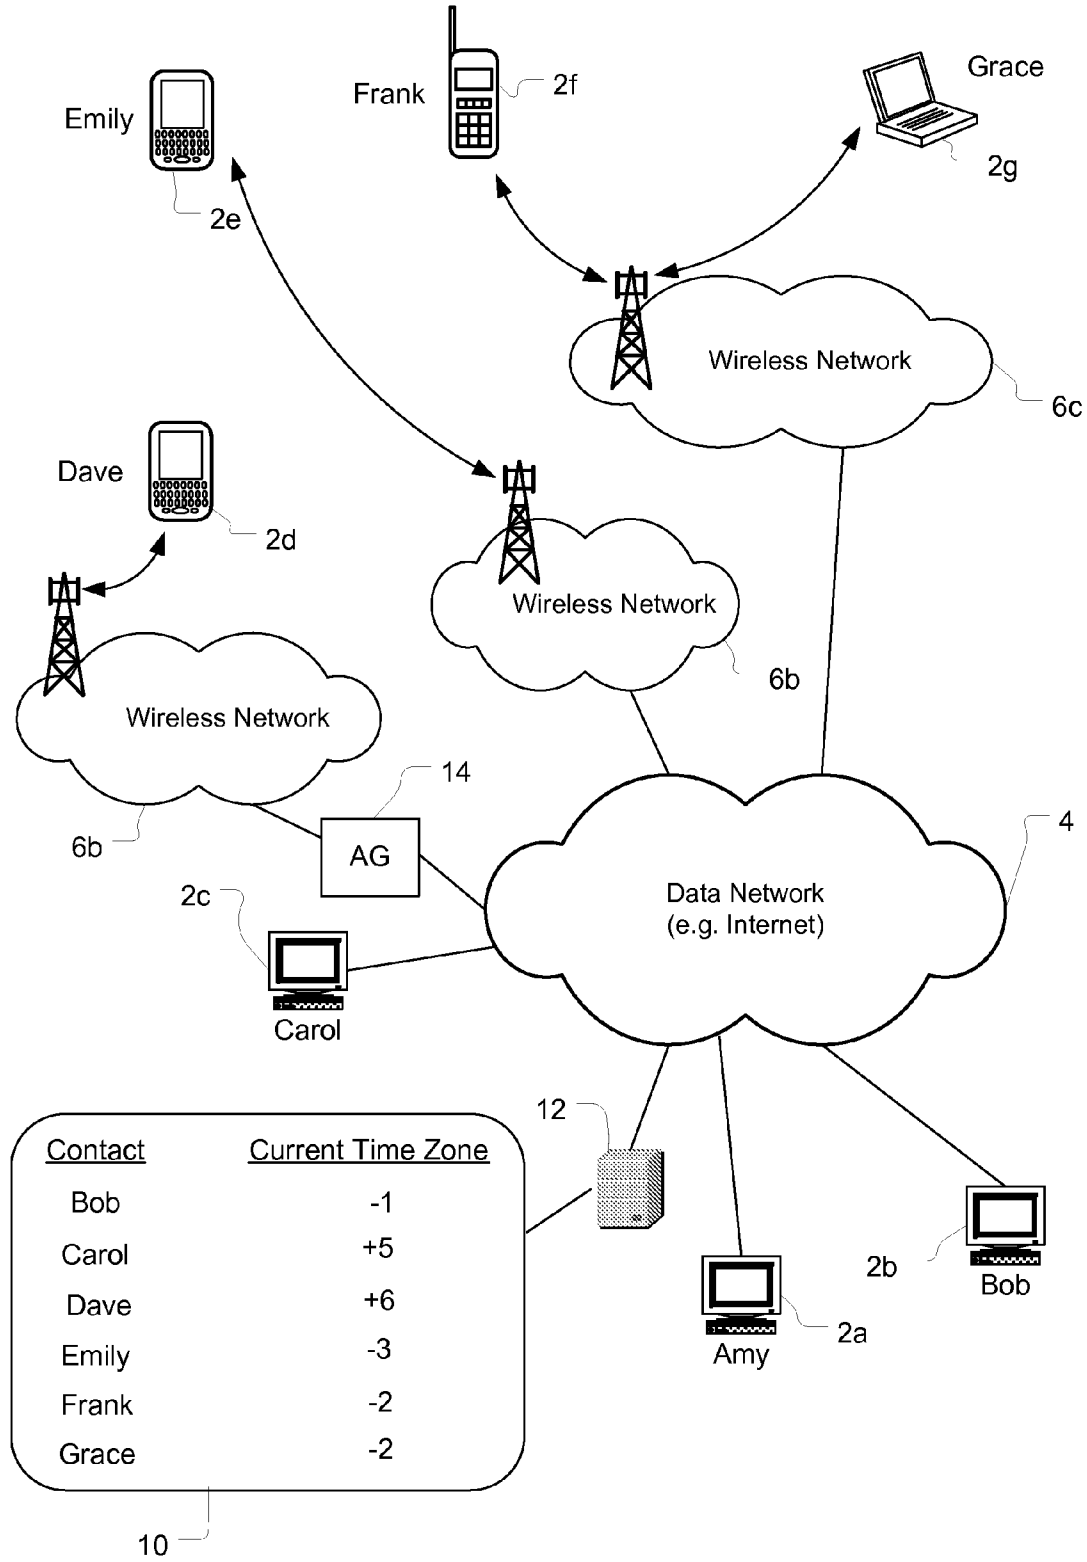 Emily
2e
Frank
2f
Grace
2g
Wireless Network
6c
Dave
2d
Wireless Network
6b
Wireless Network
6b
14
AG
4
Data Network
(e.g. Internet)
2c
Carol
12
2b
Bob
2a
Amy
Contact Current Time Zone
Bob -1
Carol +5
Dave +6
Emily -3
Frank -2
Grace -2
10